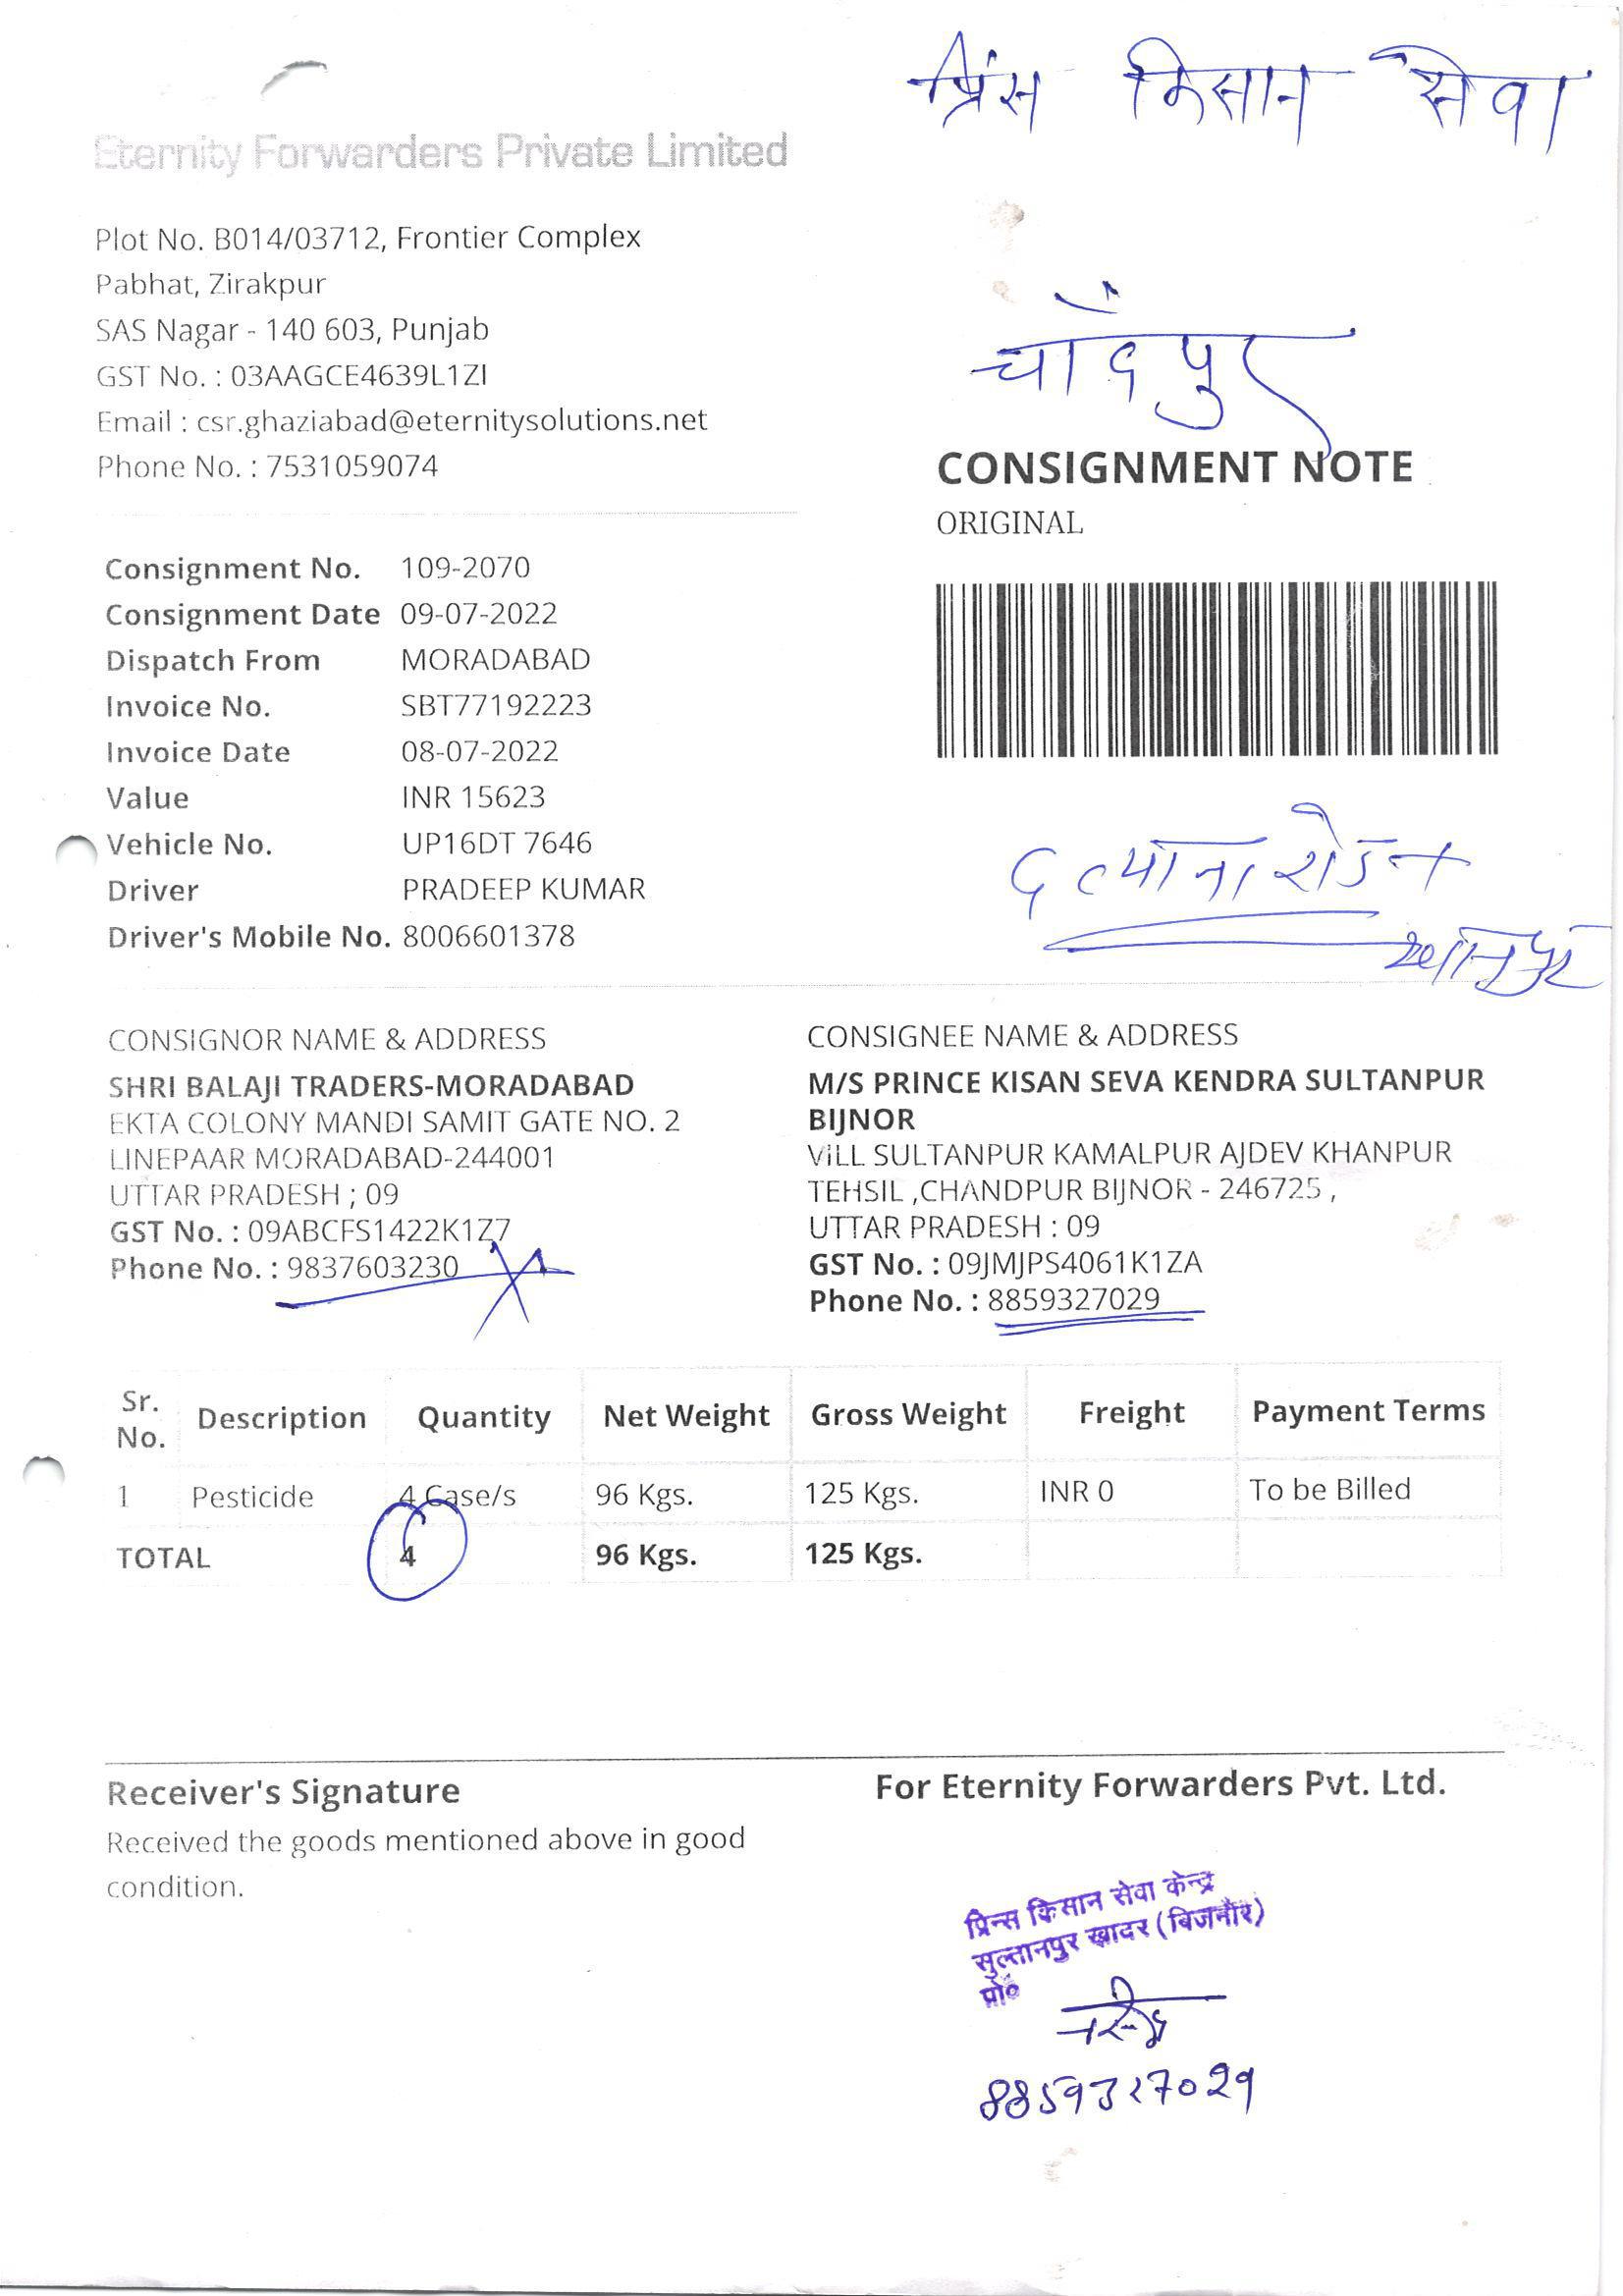 प्रिंस किसान सेवा
Eternity Forwarders Private Limited
Plot No. B014/03712, Frontier Complex
Pabhat, Zirakpur
SAS Nagar - 140 603, Punjab
GST No. : 03AAGCE4639L1ZI
Email : csr.ghaziabad@eternitysolutions.net
Phone No. : 7531059074
चाँदपुर
CONSIGNMENT NOTE
ORIGINAL
Consignment No. 109-2070
Consignment Date 09-07-2022
Dispatch From MORADABAD
Invoice No. SBT77192223
Invoice Date 08-07-2022
Value INR 15623
Vehicle No. UP16DT 7646
Driver PRADEEP KUMAR
Driver's Mobile No. 8006601378
रोड
खानपुर
CONSIGNOR NAME & ADDRESS
SHRI BALAJI TRADERS-MORADABAD
EKTA COLONY MANDI SAMIT GATE NO. 2
LINEPAAR MORADABAD-244001
UTTAR PRADESH ; 09
GST No. : 09ABCFS1422K1Z7
Phone No. : 9837603230
CONSIGNEE NAME & ADDRESS
M/S PRINCE KISAN SEVA KENDRA SULTANPUR
BIJNOR
VILL SULTANPUR KAMALPUR AJDEV KHANPUR
TEHSIL ,CHANDPUR BIJNOR - 246725 ,
UTTAR PRADESH : 09
GST No. : 09JMJPS4061K1ZA
Phone No. : 8859327029
Sr. No. Description Quantity Net Weight Gross Weight Freight Payment Terms
1 Pesticide 4 Case/s 96 Kgs. 125 Kgs. INR 0 To be Billed
TOTAL 4 96 Kgs. 125 Kgs.
Receiver's Signature
Received the goods mentioned above in good
condition.
For Eternity Forwarders Pvt. Ltd.
प्रिन्स किसान सेवा केन्द्र
सुल्तानपुर खादर (बिजनौर)
प्रो०
8859327029